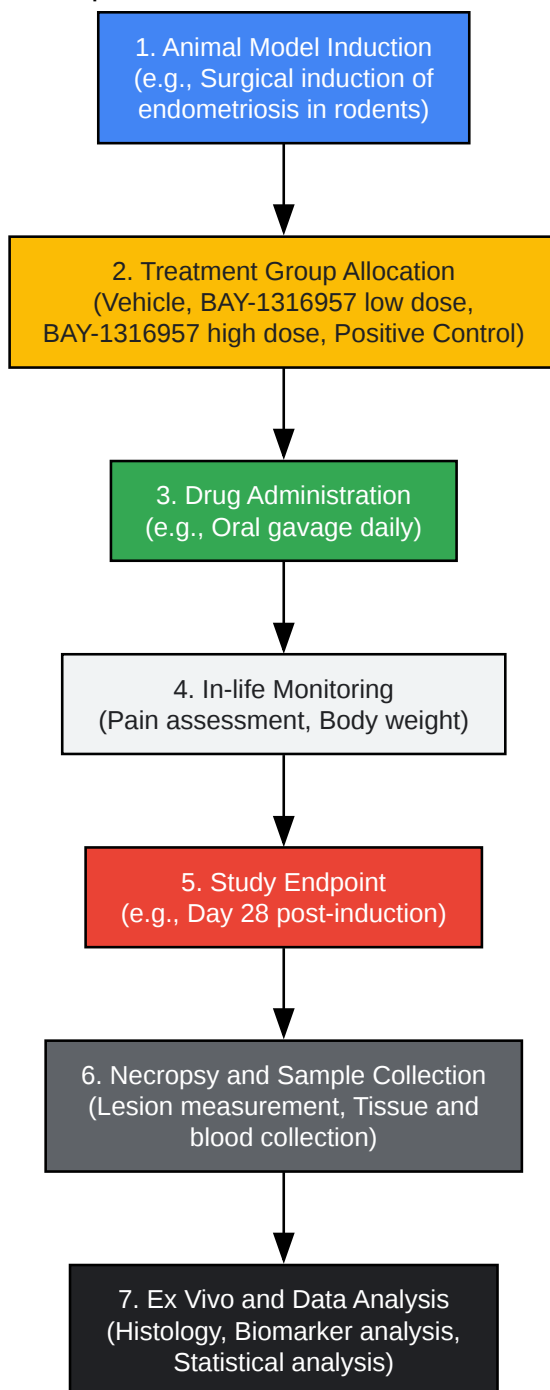 1. Animal Model Induction
(e.g., Surgical induction of
endometriosis in rodents)
2. Treatment Group Allocation
(Vehicle, BAY-1316957 low dose,
BAY-1316957 high dose, Positive Control)
3. Drug Administration
(e.g., Oral gavage daily)
4. In-life Monitoring
(Pain assessment, Body weight)
5. Study Endpoint
(e.g., Day 28 post-induction)
6. Necropsy and Sample Collection
(Lesion measurement, Tissue and
blood collection)
7. Ex Vivo and Data Analysis
(Histology, Biomarker analysis,
Statistical analysis)